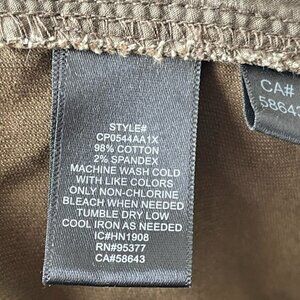 STYLE#
CP0544AA1X
98% COTTON
2% SPANDEX
MACHINE WASH COLD
WITH LIKE COLORS
ONLY NON-CHLORINE
BLEACH WHEN NEEDED
TUMBLE DRY LOW
COOL IRON AS NEEDED
IC#HN1908
RN#95377
CA#58643
CA#
58643